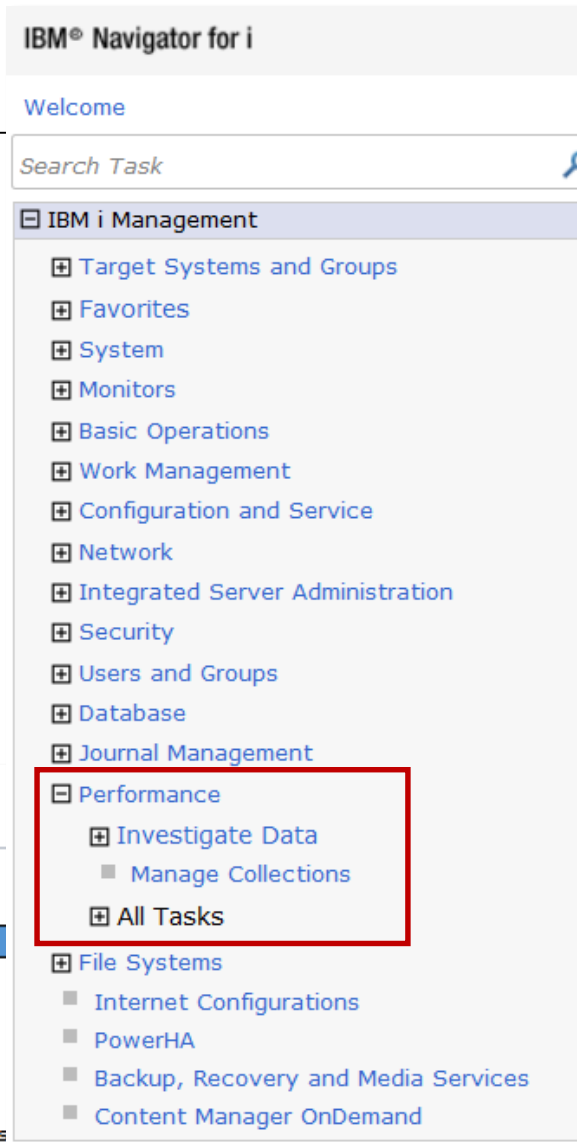 IBM® Navigator for i
Welcome
Search Task
IBM i Management
Target Systems and Groups
Favorites
System
Monitors
Basic Operations
Work Management
Configuration and Service
Network
Integrated Server Administration
Security
Users and Groups
Database
Journal Management
Performance
Investigate Data
Manage Collections
All Tasks
File Systems
Internet Configurations
PowerHA
Backup, Recovery and Media Services
Content Manager OnDemand